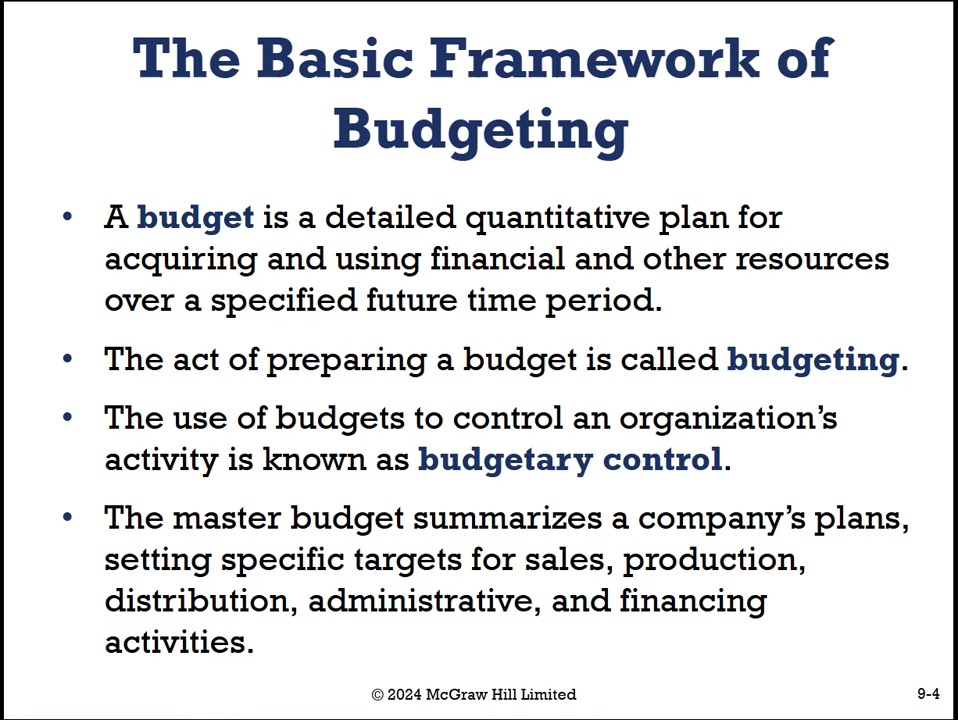 The Basic Framework of
Budgeting
• A budget is a detailed quantitative plan for
acquiring and using financial and other resources
over a specified future time period.
• The act of preparing a budget is called budgeting.
• The use of budgets to control an organization’s
activity is known as budgetary control.
• The master budget summarizes a company’s plans,
setting specific targets for sales, production,
distribution, administrative, and financing
activities.
© 2024 McGraw Hill Limited
9-4